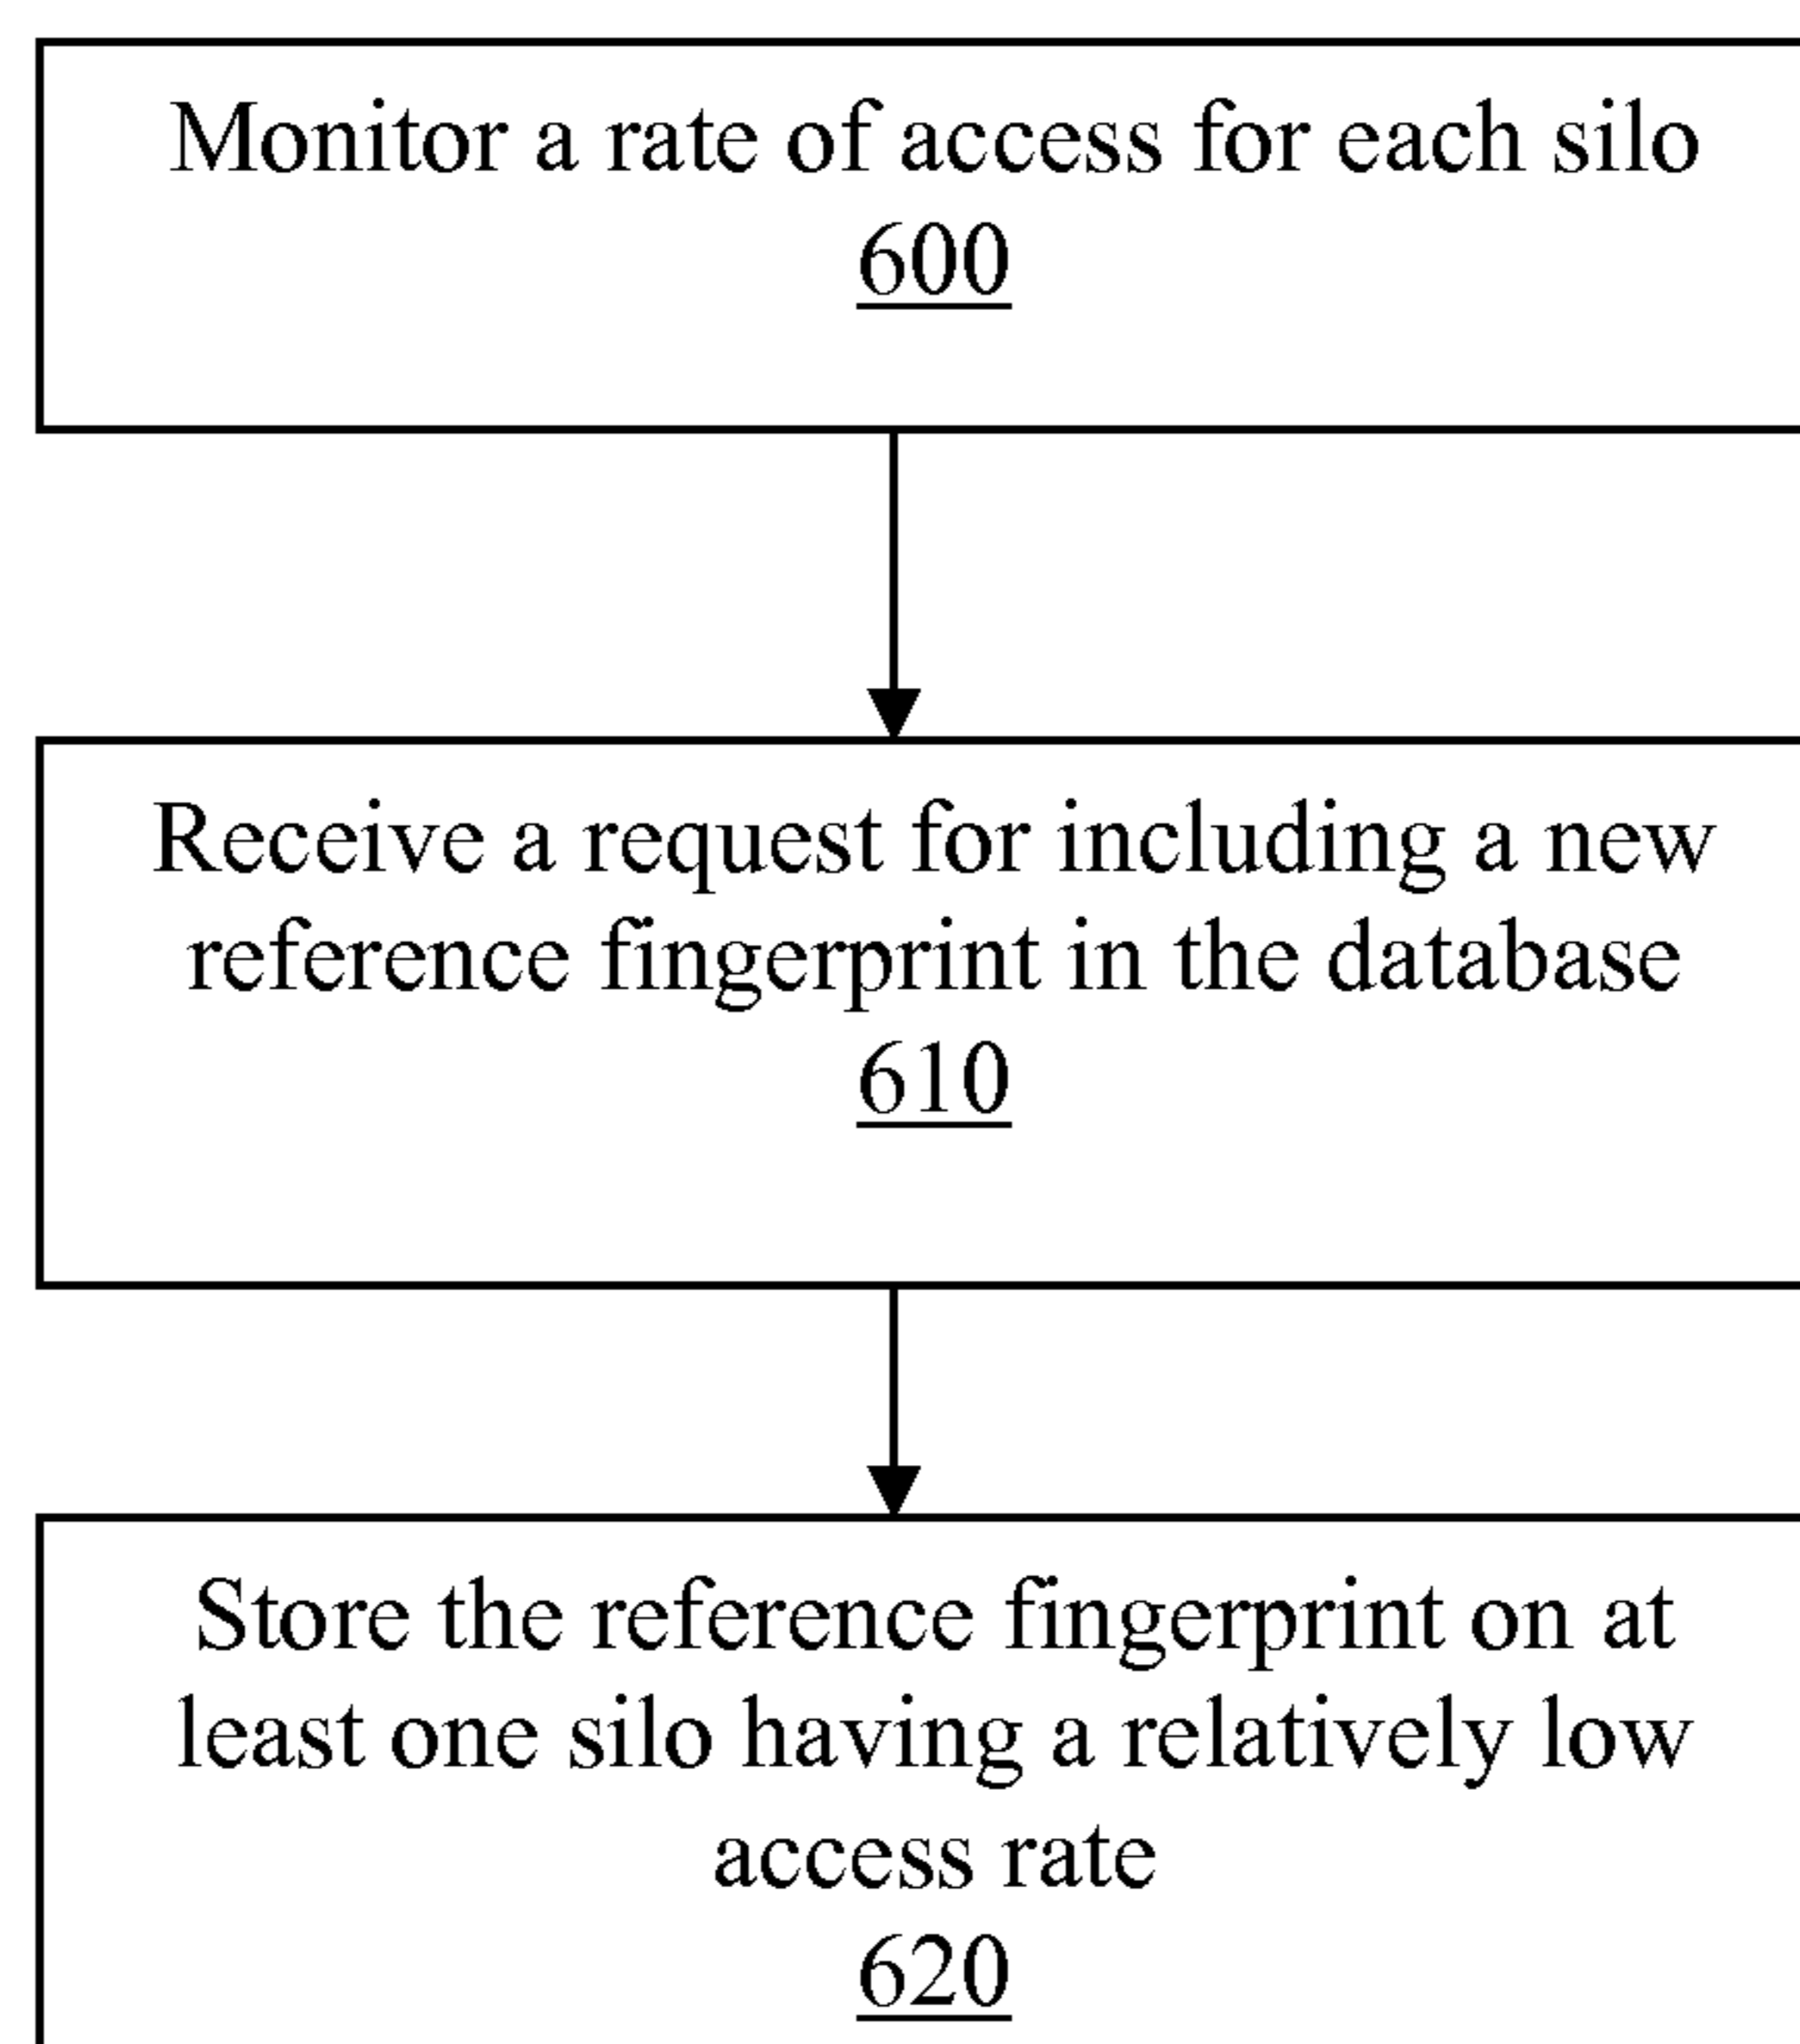 Monitor a rate of access for each silo
600
Receive a request for including a new
reference fingerprint in the database
610
Store the reference fingerprint on at
least one silo having a relatively low
access rate
620